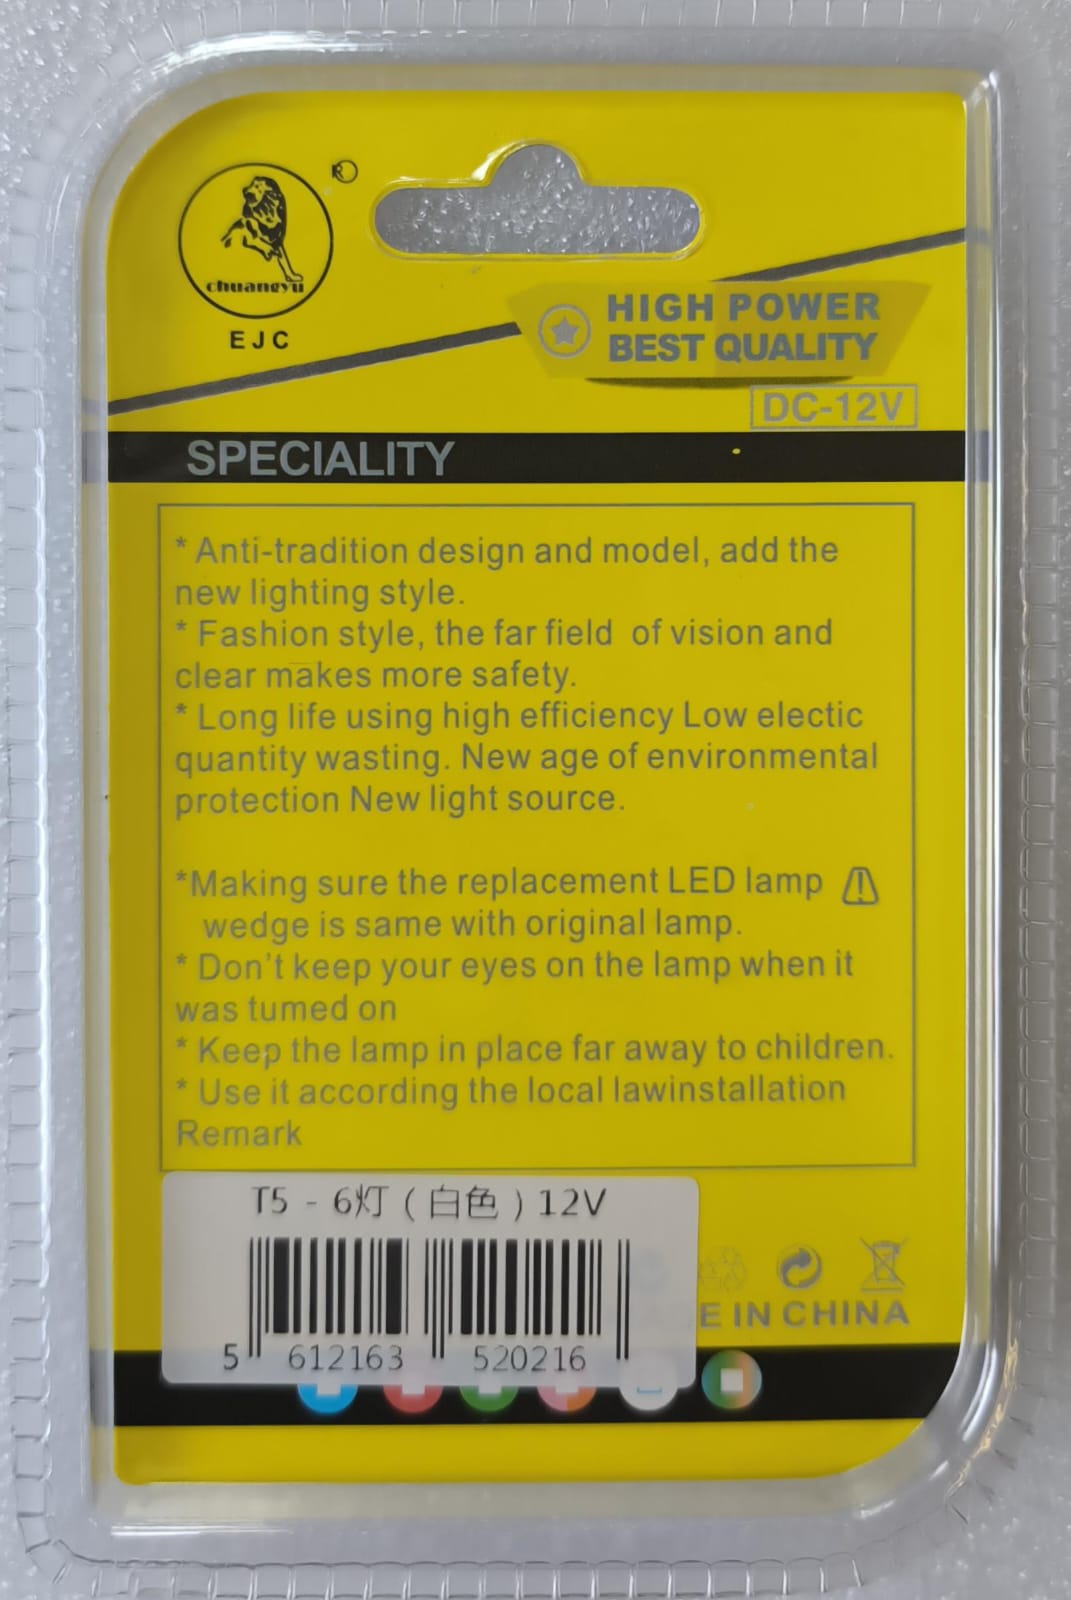 R
chuangyu
EJC
HIGH POWER
BEST QUALITY
DC-12V
SPECIALITY
* Anti-tradition design and model, add the
new lighting style.
* Fashion style, the far field of vision and
clear makes more safety.
* Long life using high efficiency Low electic
quantity wasting. New age of environmental
protection New light source.
*Making sure the replacement LED lamp
wedge is same with original lamp.
* Don't keep your eyes on the lamp when it
was tumed on
* Keep the lamp in place far away to children.
* Use it according the local lawinstallation
Remark
T5 - 6灯(白色)12V
5 612163 520216
E IN CHINA